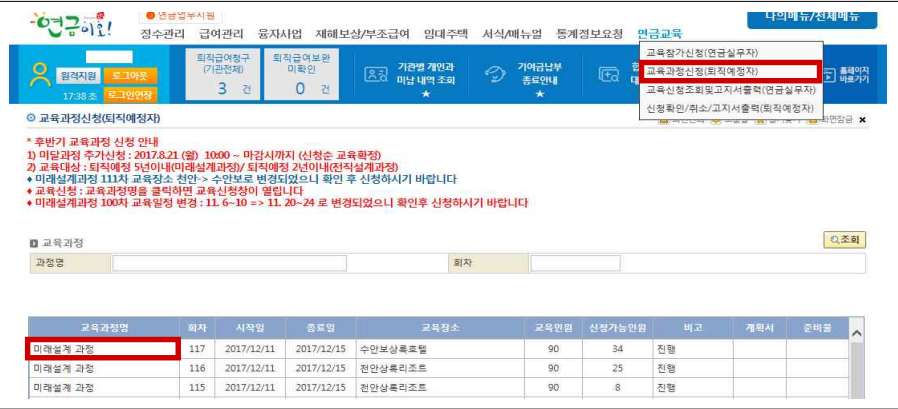 연금이요!
연금업무지원
나의메뉴/전체메뉴
징수관리 급여관리 융자사업 재해보상/부조급여 임대주택 서식/매뉴얼 통계정보요청 연금교육
원격지원 로그아웃
17:38 초 로그인연장
퇴직급여청구
(기관전체)
3 건
퇴직급여보완
미확인
0 건
기관별 개인과
미납 내역 조회
★
기여금납부
종료안내
★
홈페이지
바로가기
교육참가신청(연금실무자)
교육과정신청(퇴직예정자)
교육신청조회및고지서출력(연금실무자)
신청확인/취소/고지서출력(퇴직예정자)
교육과정신청(퇴직예정자)
화면잠금 ×
* 후반기 교육과정 신청 안내
1) 미달과정 추가신청 : 2017.8.21 (월) 10:00 ~ 마감시까지 (신청순 교육확정)
2) 교육대상 : 퇴직예정 5년이내(미래설계과정)/ 퇴직예정 2년이내(전직설계과정)
♦ 미래설계과정 111차 교육장소 천안-> 수안보로 변경되었으니 확인 후 신청하시기 바랍니다
♦ 교육신청 : 교육과정명을 클릭하면 교육신청창이 열립니다
♦ 미래설계과정 100차 교육일정 변경 : 11. 6~10 => 11. 20~24 로 변경되었으니 확인후 신청하시기 바랍니다
교육과정
조회
과정명 회차
교육과정명 회차 시작일 종료일 교육장소 교육인원 신청가능인원 비고 계획서 준비물
미래설계 과정 117 2017/12/11 2017/12/15 수안보상록호텔 90 34 진행
미래설계 과정 116 2017/12/11 2017/12/15 천안상록리조트 90 25 진행
미래설계 과정 115 2017/12/11 2017/12/15 천안상록리조트 90 8 진행